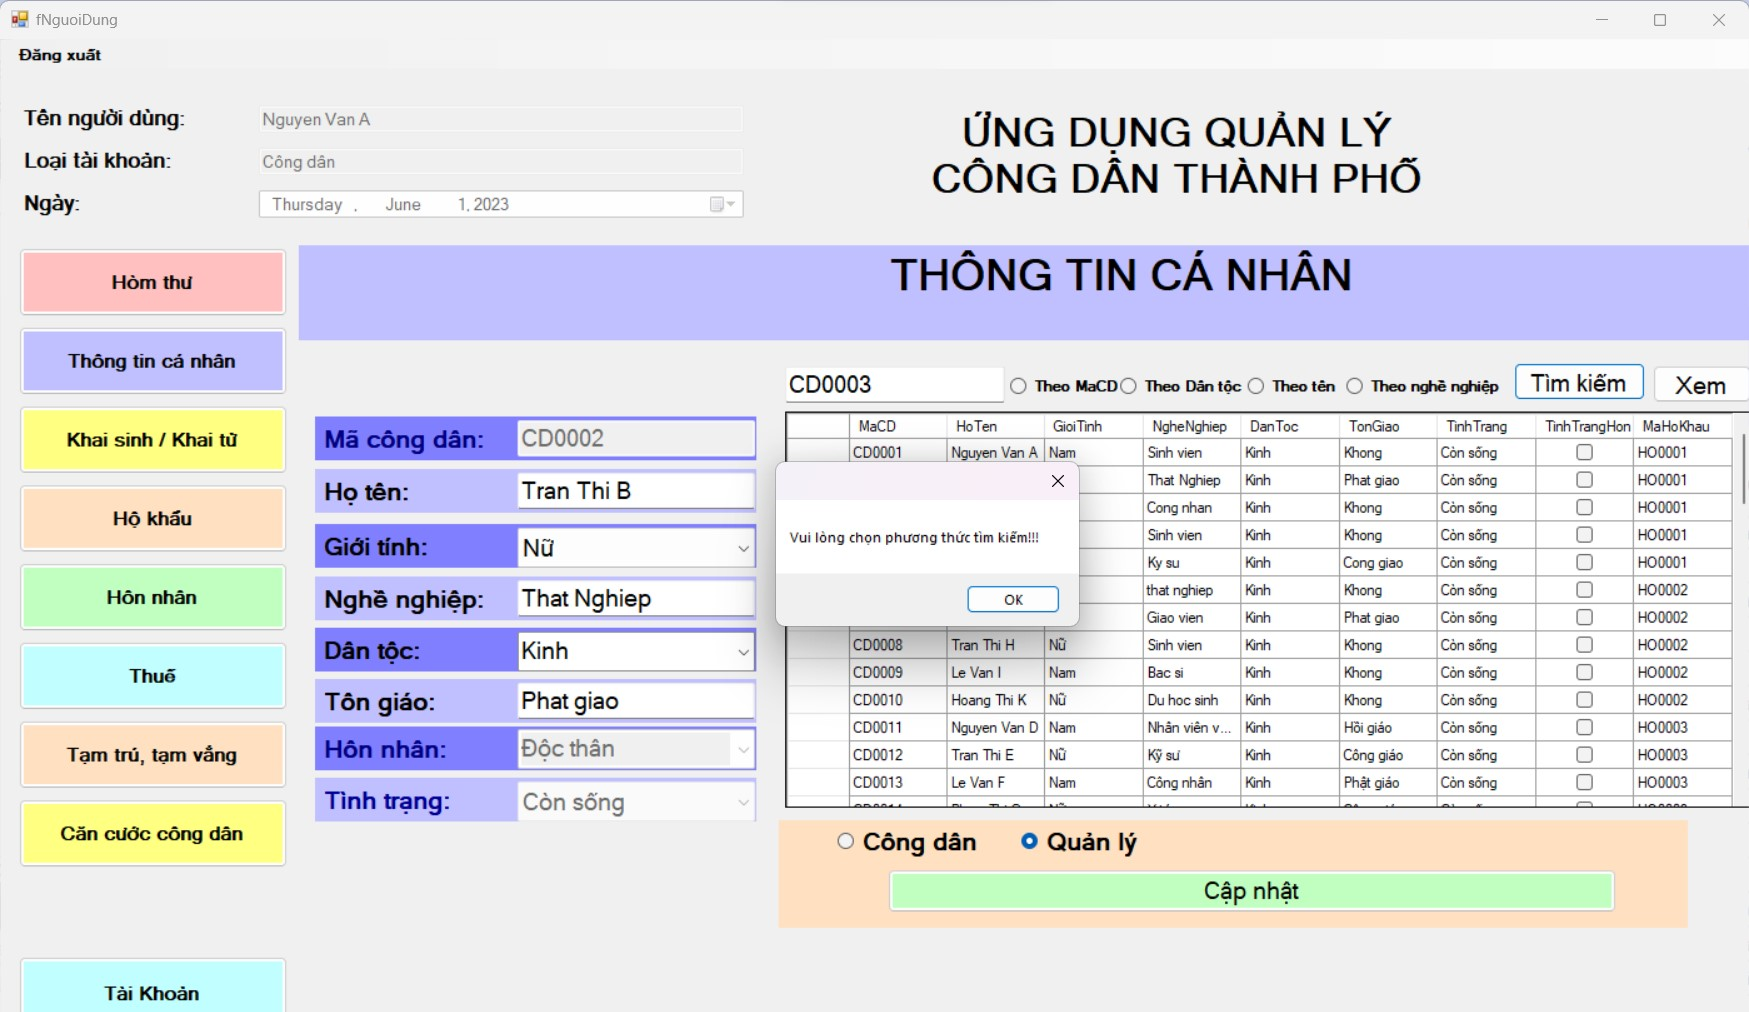 fNguoiDung
Đăng xuất
Tên người dùng: Nguyen Van A
Loại tài khoản: Công dân
Ngày: Thursday , June 1, 2023
ỨNG DỤNG QUẢN LÝ
CÔNG DÂN THÀNH PHỐ
Hòm thư
Thông tin cá nhân
Khai sinh / Khai tử
Hộ khẩu
Hôn nhân
Thuế
Tạm trú, tạm vắng
Căn cước công dân
Tài Khoản
THÔNG TIN CÁ NHÂN
Mã công dân: CD0002
Họ tên: Tran Thi B
Giới tính: Nữ
Nghề nghiệp: That Nghiep
Dân tộc: Kinh
Tôn giáo: Phat giao
Hôn nhân: Độc thân
Tình trạng: Còn sống
CD0003 Theo MaCD Theo Dân tộc Theo tên Theo nghề nghiệp Tìm kiếm Xem
MaCD HoTen GioiTinh NgheNghiep DanToc TonGiao TinhTrang TinhTrangHon MaHoKhau
CD0001 Nguyen Van A Nam Sinh vien Kinh Khong Còn sống HO0001
That Nghiep Kinh Phat giao Còn sống HO0001
Cong nhan Kinh Khong Còn sống HO0001
Sinh vien Kinh Khong Còn sống HO0001
Ky su Kinh Cong giao Còn sống HO0001
that nghiep Kinh Khong Còn sống HO0002
Giao vien Kinh Phat giao Còn sống HO0002
CD0008 Tran Thi H Nữ Sinh vien Kinh Khong Còn sống HO0002
CD0009 Le Van I Nam Bac si Kinh Khong Còn sống HO0002
CD0010 Hoang Thi K Nữ Du hoc sinh Kinh Khong Còn sống HO0002
CD0011 Nguyen Van D Nam Nhân viên v... Kinh Hồi giáo Còn sống HO0003
CD0012 Tran Thi E Nữ Kỹ sư Kinh Công giáo Còn sống HO0003
CD0013 Le Van F Nam Công nhân Kinh Phật giáo Còn sống HO0003
Vui lòng chọn phương thức tìm kiếm!!!
OK
Công dân Quản lý
Cập nhật